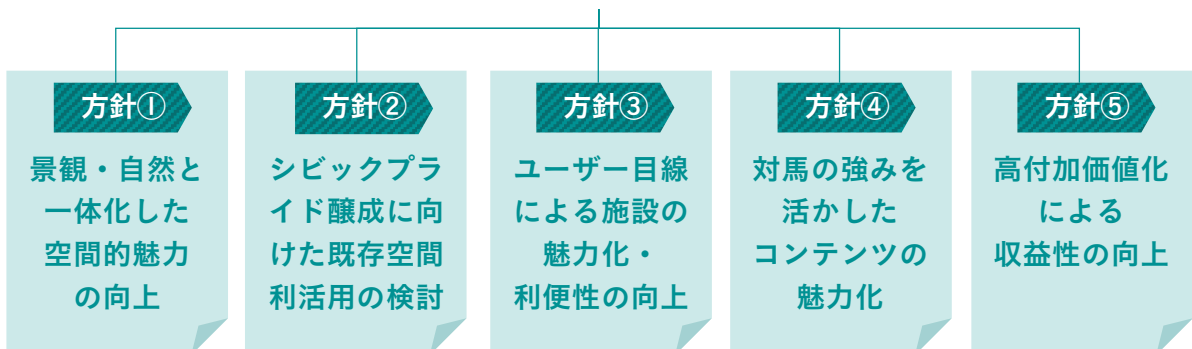 方針①
景観・自然と
一体化した
空間的魅力
の向上
方針②
シビックプラ
イド醸成に向
けた既存空間
利活用の検討
方針③
ユーザー目線
による施設の
魅力化・
利便性の向上
方針④
対馬の強みを
活かした
コンテンツの
魅力化
方針⑤
高付加価値化
による
収益性の向上